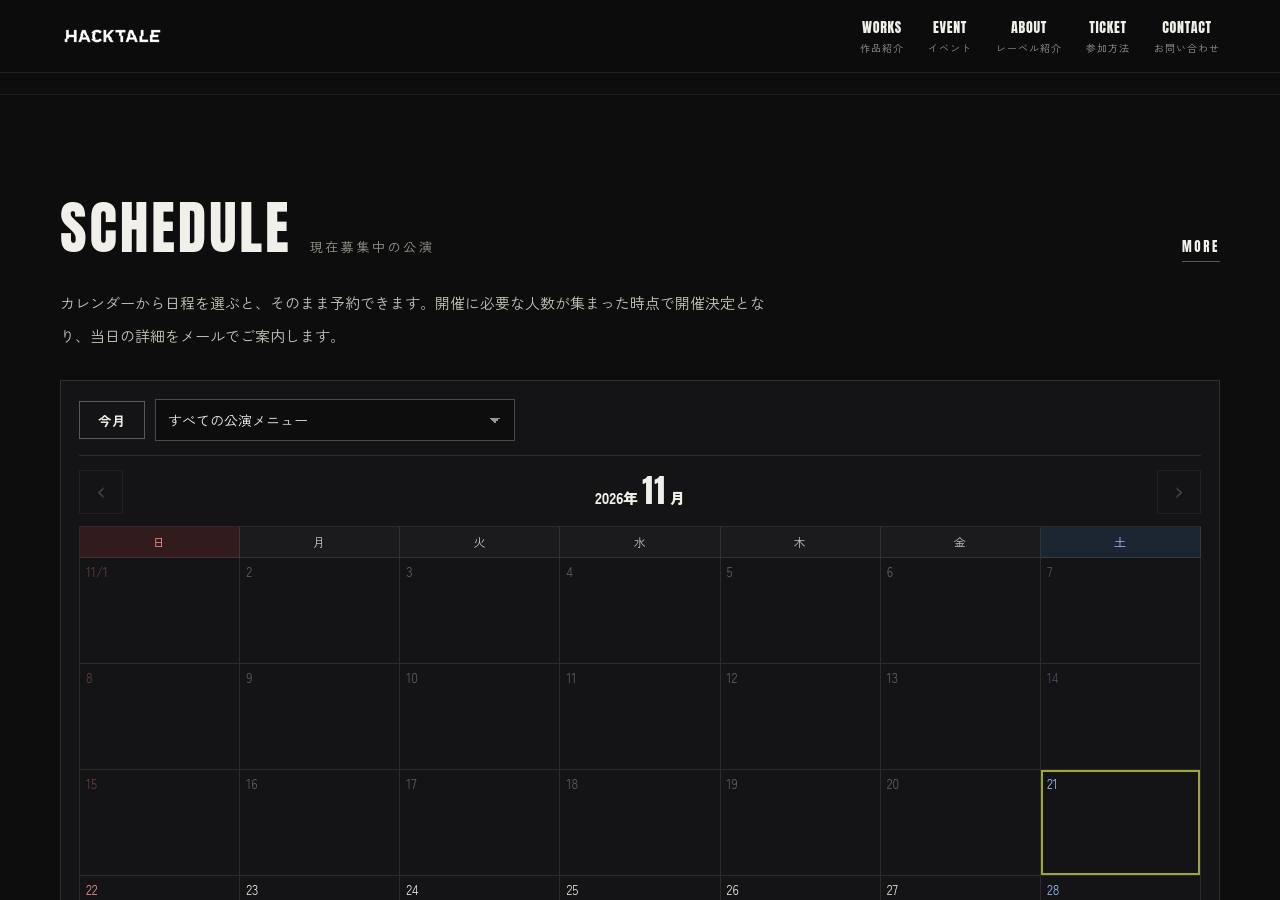 HACKTALE
WORKS EVENT ABOUT TICKET CONTACT
作品紹介 イベント レーベル紹介 参加方法 お問い合わせ
SCHEDULE 現在募集中の公演
MORE
カレンダーから日程を選ぶと、そのまま予約できます。開催に必要な人数が集まった時点で開催決定とな
り、当日の詳細をメールでご案内します。
今月 すべての公演メニュー
2026年 11 月
日 月 火 水 木 金 土
11/1 2 3 4 5 6 7
8 9 10 11 12 13 14
15 16 17 18 19 20 21
22 23 24 25 26 27 28